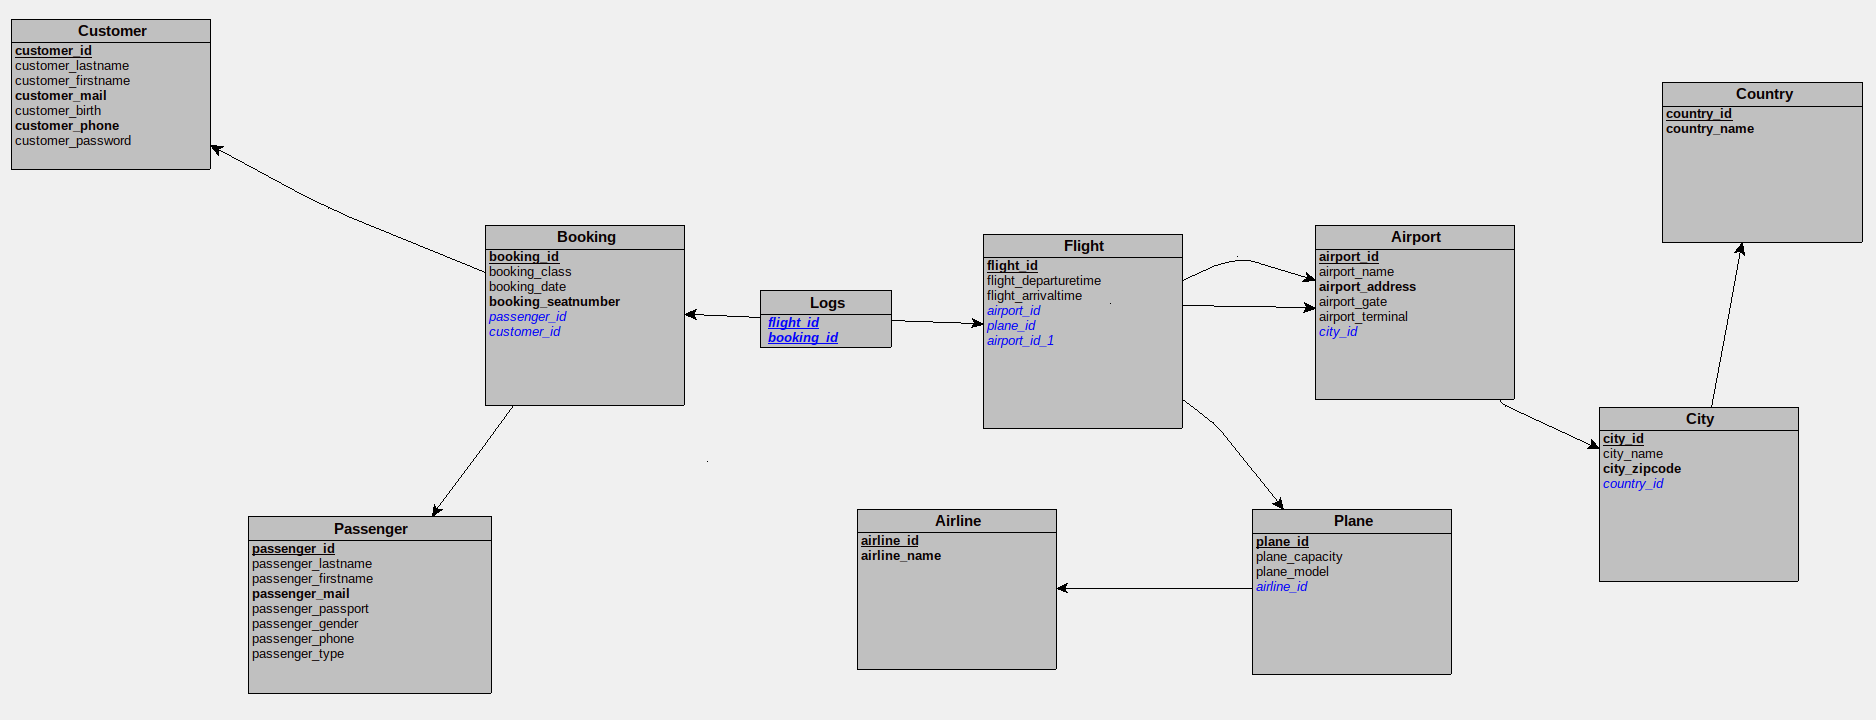 Customer
customer_id
customer_lastname
customer_firstname
customer_mail
customer_birth
customer_phone
customer_password
Country
country_id
country_name
Booking
booking_id
booking_class
booking_date
booking_seatnumber
passenger_id
customer_id
Logs
flight_id
booking_id
Flight
flight_id
flight_departuretime
flight_arrivaltime
airport_id
plane_id
airport_id_1
Airport
airport_id
airport_name
airport_address
airport_gate
airport_terminal
city_id
City
city_id
city_name
city_zipcode
country_id
Passenger
passenger_id
passenger_lastname
passenger_firstname
passenger_mail
passenger_passport
passenger_gender
passenger_phone
passenger_type
Airline
airline_id
airline_name
Plane
plane_id
plane_capacity
plane_model
airline_id